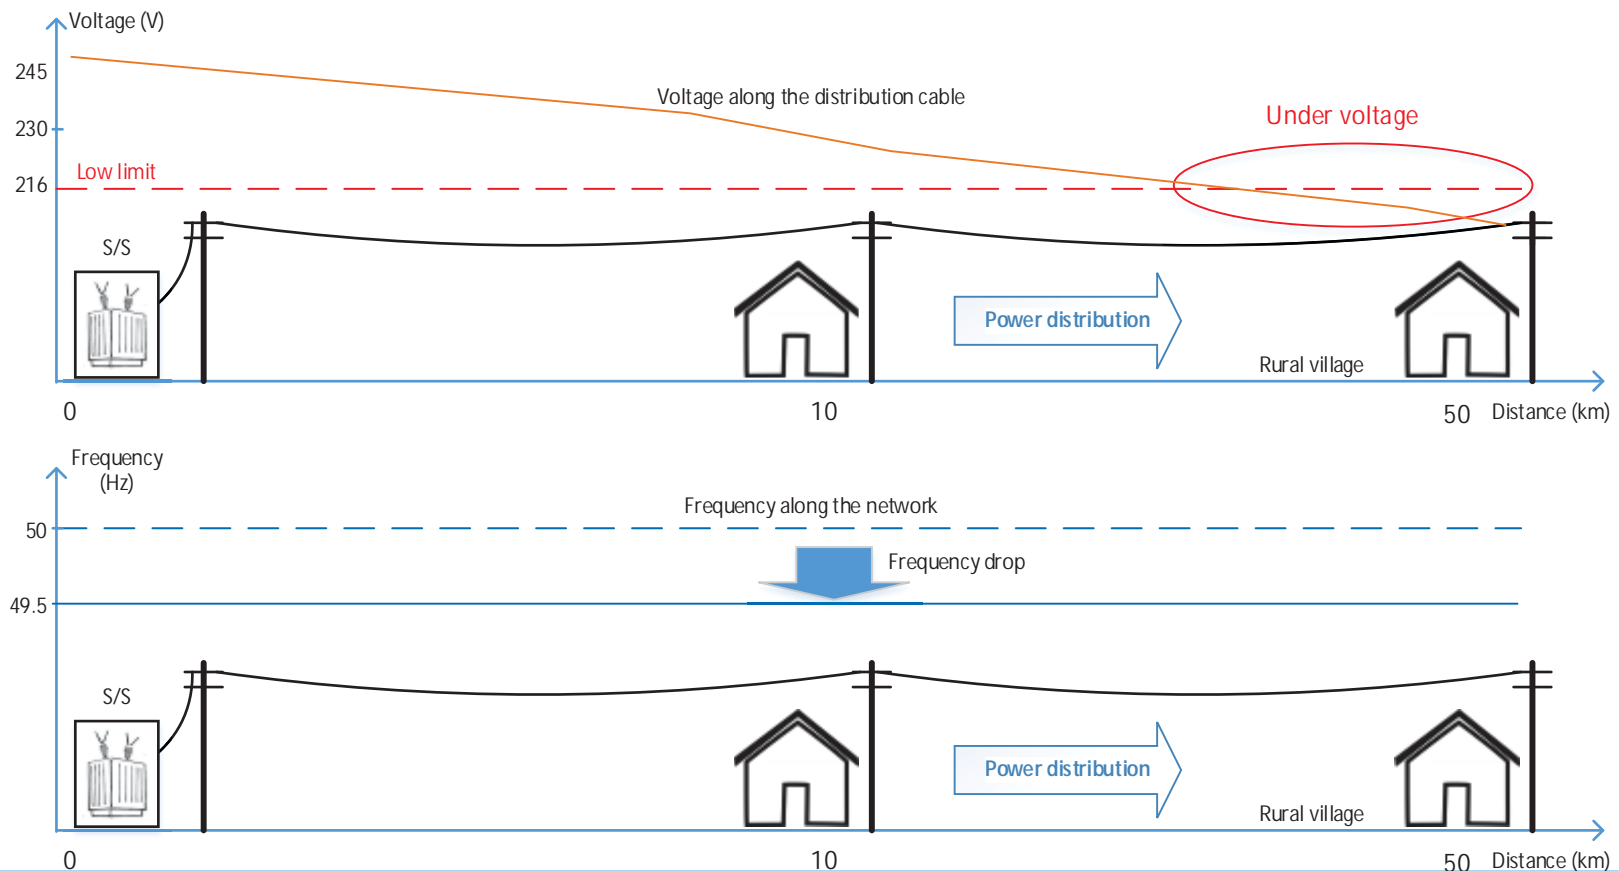 Voltage (V)
245
Voltage along the distribution cable
Under voltage
230
Low limit
216
S/S
Power distribution
Rural village
0
10
50
Distance (km)
Frequency
(Hz)
Frequency along the network
50
Frequency drop
49.5
S/S
Power distribution
Rural village
0
10
50
Distance (km)